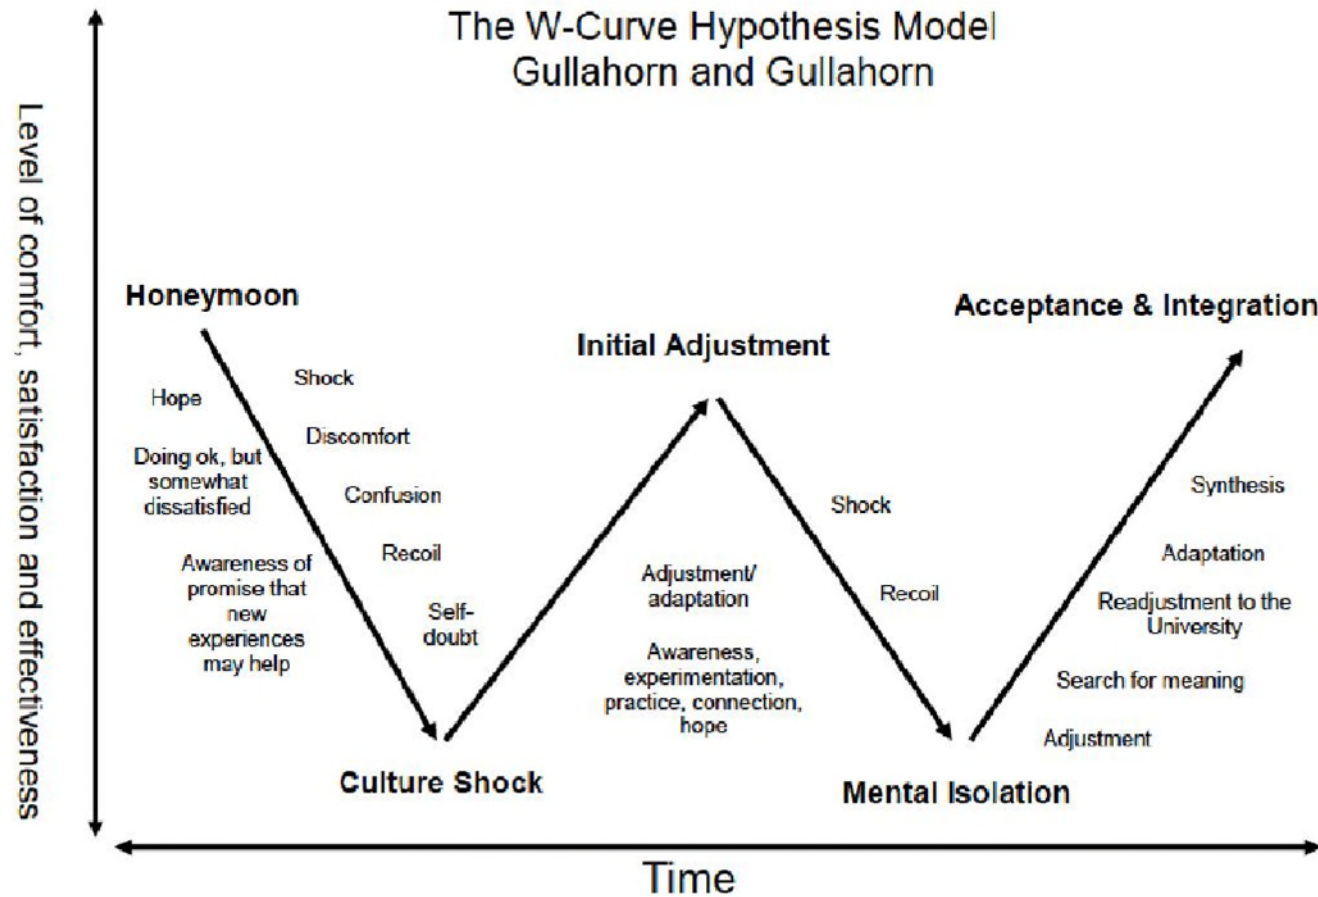 The W-Curve Hypothesis Model
Gullahorn and Gullahorn
Level of comfort, satisfaction and effectiveness
Honeymoon
Hope
Doing ok, but
somewhat
dissatisfied
Awareness of
promise that
new
experiences
may help
Shock
Discomfort
Confusion
Recoil
Self-
doubt
Culture Shock
Initial Adjustment
Adjustment/
adaptation
Awareness,
experimentation,
practice, connection,
hope
Shock
Recoil
Mental Isolation
Acceptance & Integration
Synthesis
Adaptation
Readjustment to the
University
Search for meaning
Adjustment
Time